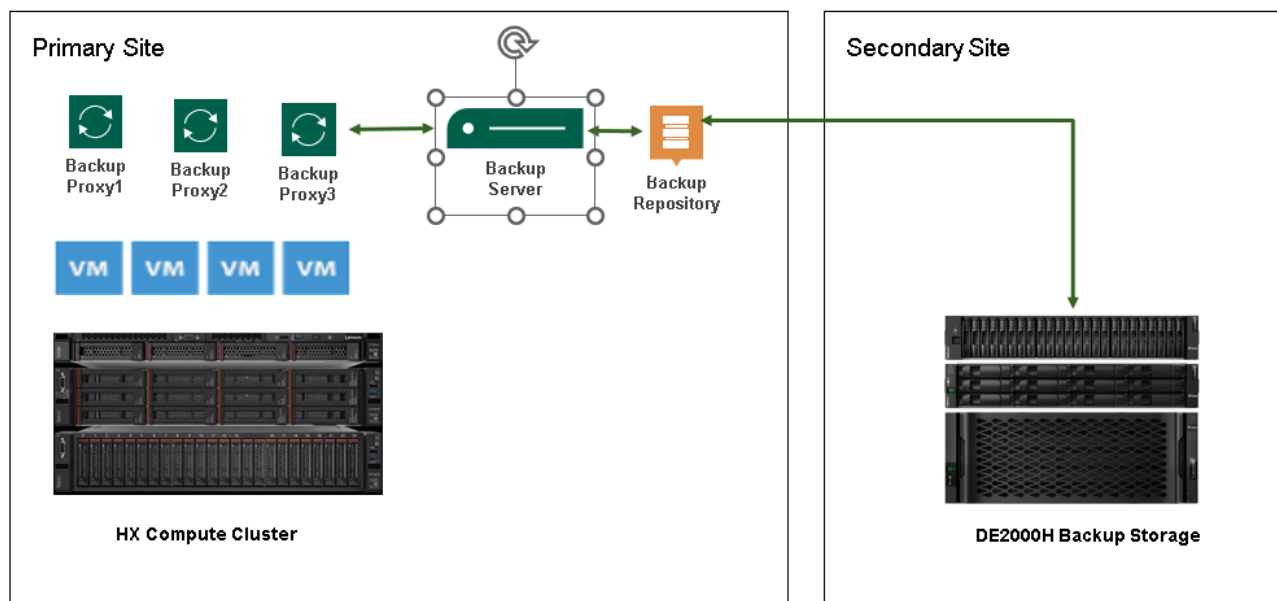 Primary Site
Secondary Site
Backup
Proxy1
Backup
Proxy2
Backup
Proxy3
Backup
Server
Backup
Repository
VM
VM
VM
VM
Lenovo
HX Compute Cluster
DE2000H Backup Storage